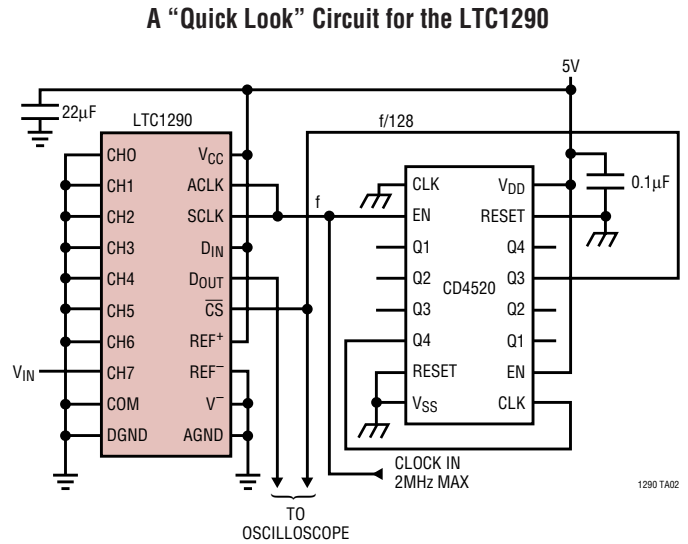 A “Quick Look” Circuit for the LTC1290
5V
22µF
LTC1290
f/128
CHO
CH1
CH2
CH3
CH4
CH5
CH6
CH7
COM
DGND
VCC
ACLK
SCLK
DIN
DOUT
CS
REF+
REF–
V–
AGND
VIN
f
CLK
EN
Q1
Q2
Q3
Q4
RESET
VSS
CD4520
VDD
RESET
Q4
Q3
Q2
Q1
EN
CLK
0.1µF
CLOCK IN
2MHz MAX
TO
OSCILLOSCOPE
1290 TA02